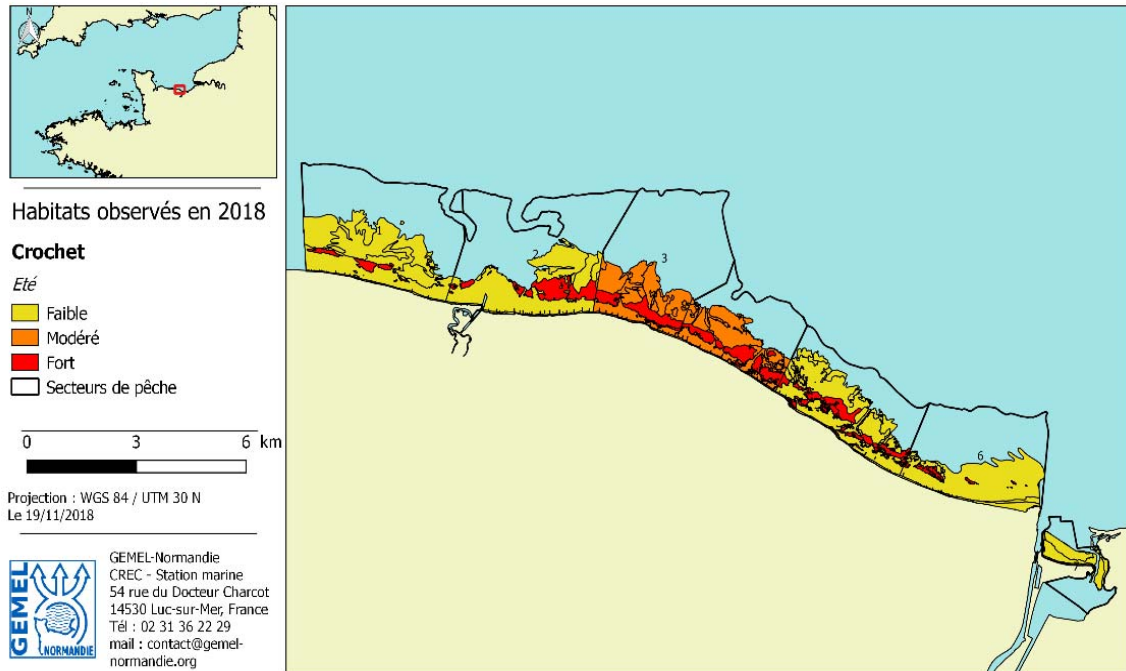 N
Habitats observés en 2018
Crochet
Eté
Faible
Modéré
Fort
Secteurs de pêche
0 3 6 km
Projection : WGS 84 / UTM 30 N
Le 19/11/2018
GEMEL
NORMANDIE
GEMEL-Normandie
CREC - Station marine
54 rue du Docteur Charcot
14530 Luc-sur-Mer, France
Tél : 02 31 36 22 29
mail : contact@gemel-
normandie.org
1
2
3
5
6